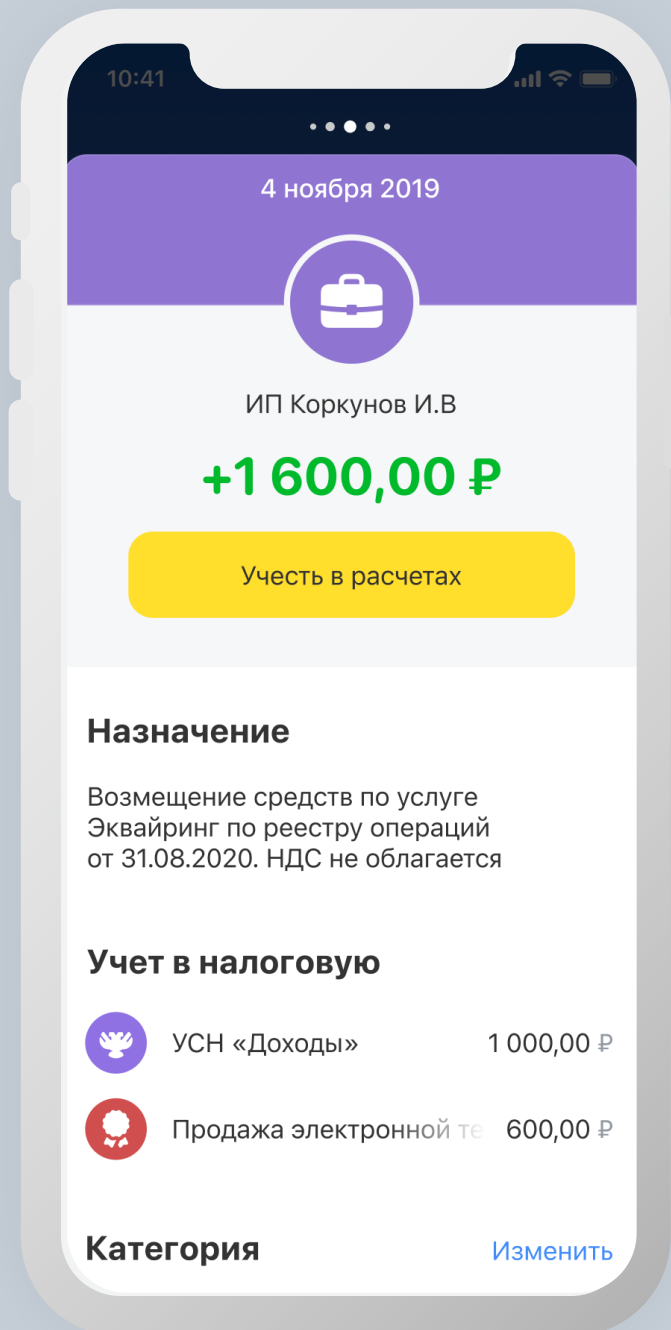 10:41
4 ноября 2019
ИП Коркунов И.В
+1 600,00 ₽
Учесть в расчетах
Назначение
Возмещение средств по услуге
Эквайринг по реестру операций
от 31.08.2020. НДС не облагается
Учет в налоговую
УСН «Доходы» 1 000,00 ₽
Продажа электронной 600,00 ₽
Категория Изменить